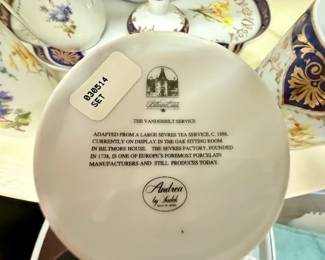 030514
SET
Biltmore Estate
THE VANDERBILT SERVICE
ADAPTED FROM A LARGE SEVRES TEA SERVICE, C. 1888,
CURRENTLY ON DISPLAY IN THE OAK SITTING ROOM
IN BILTMORE HOUSE. THE SEVRES FACTORY, FOUNDED
IN 1738, IS ONE OF EUROPE'S FOREMOST PORCELAIN
MANUFACTURERS AND STILL PRODUCES TODAY.
Andrea
by Sadek